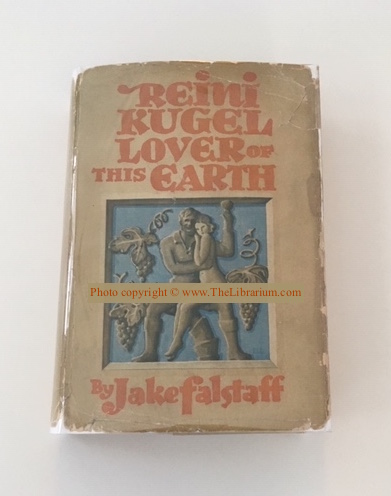 REINI
KUGEL
LOVER OF
THIS EARTH
Photo copyright © www.TheLibrarium.com
By Jake Falstaff